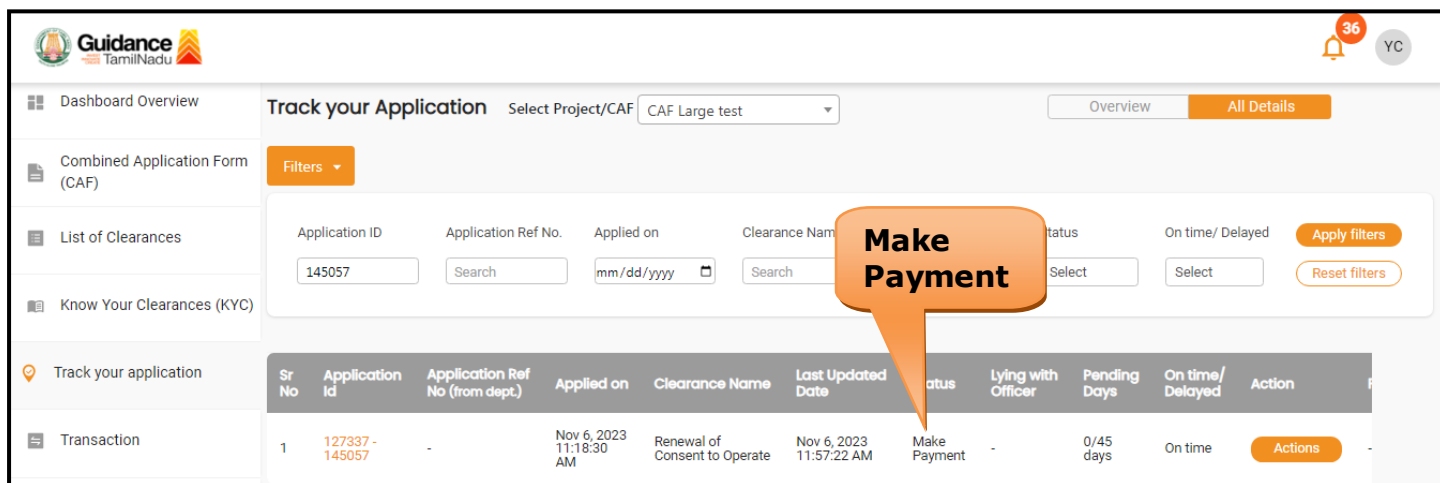 Guidance
TamilNadu
36
YC
Dashboard Overview
Combined Application Form
(CAF)
List of Clearances
Know Your Clearances (KYC)
Track your application
Transaction
Track your Application Select Project/CAF CAF Large test
Overview All Details
Filters
Application ID Application Ref No. Applied on Clearance Nam tatus On time/ Delayed Apply filters
145057 Search mm/dd/yyyy Search Select Select Reset filters
Make
Payment
Sr
No
Application
Id
Application Ref
No (from dept.)
Applied on
Clearance Name
Last Updated
Date
atus
Lying with
Officer
Pending
Days
On time/
Delayed
Action
1
127337 -
145057
-
Nov 6, 2023
11:18:30
AM
Renewal of
Consent to Operate
Nov 6, 2023
11:57:22 AM
Make
Payment
-
0/45
days
On time
Actions
-